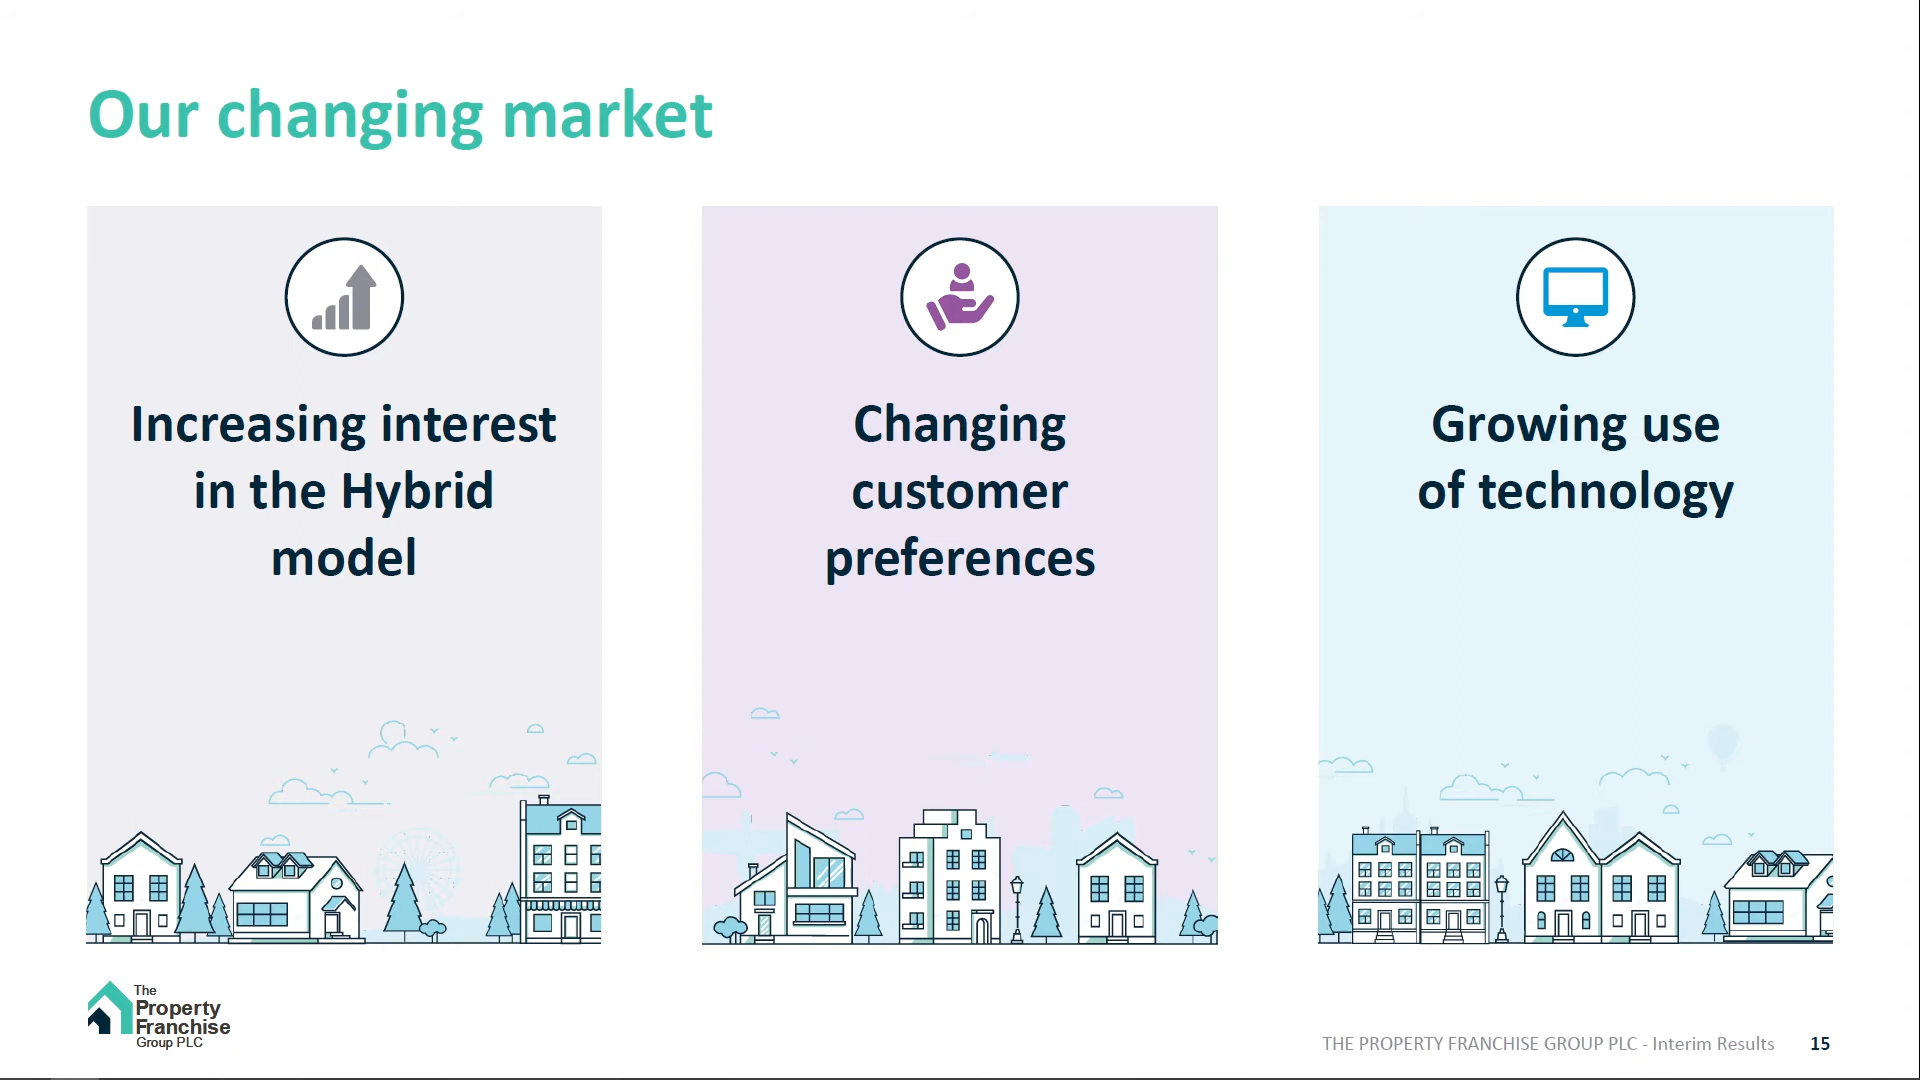 Our changing market
Increasing interest
in the Hybrid
model
Changing
customer
preferences
Growing use
of technology
The
Property
Franchise
Group PLC
THE PROPERTY FRANCHISE GROUP PLC - Interim Results 15